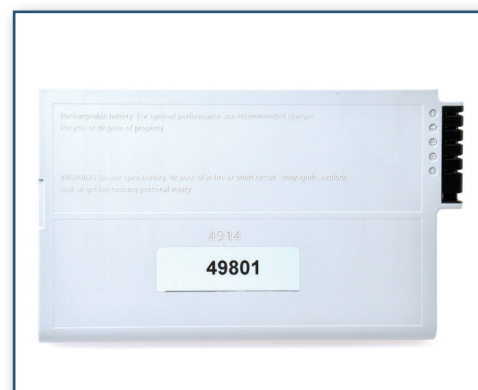 Rechargeable battery. For optimal performance use recommended charger.
Recycle or dispose of properly.
WARNING: Do not open battery, dispose of in fire or short circuit - may ignite, explode,
leak or get hot causing personal injury.
4914
49801